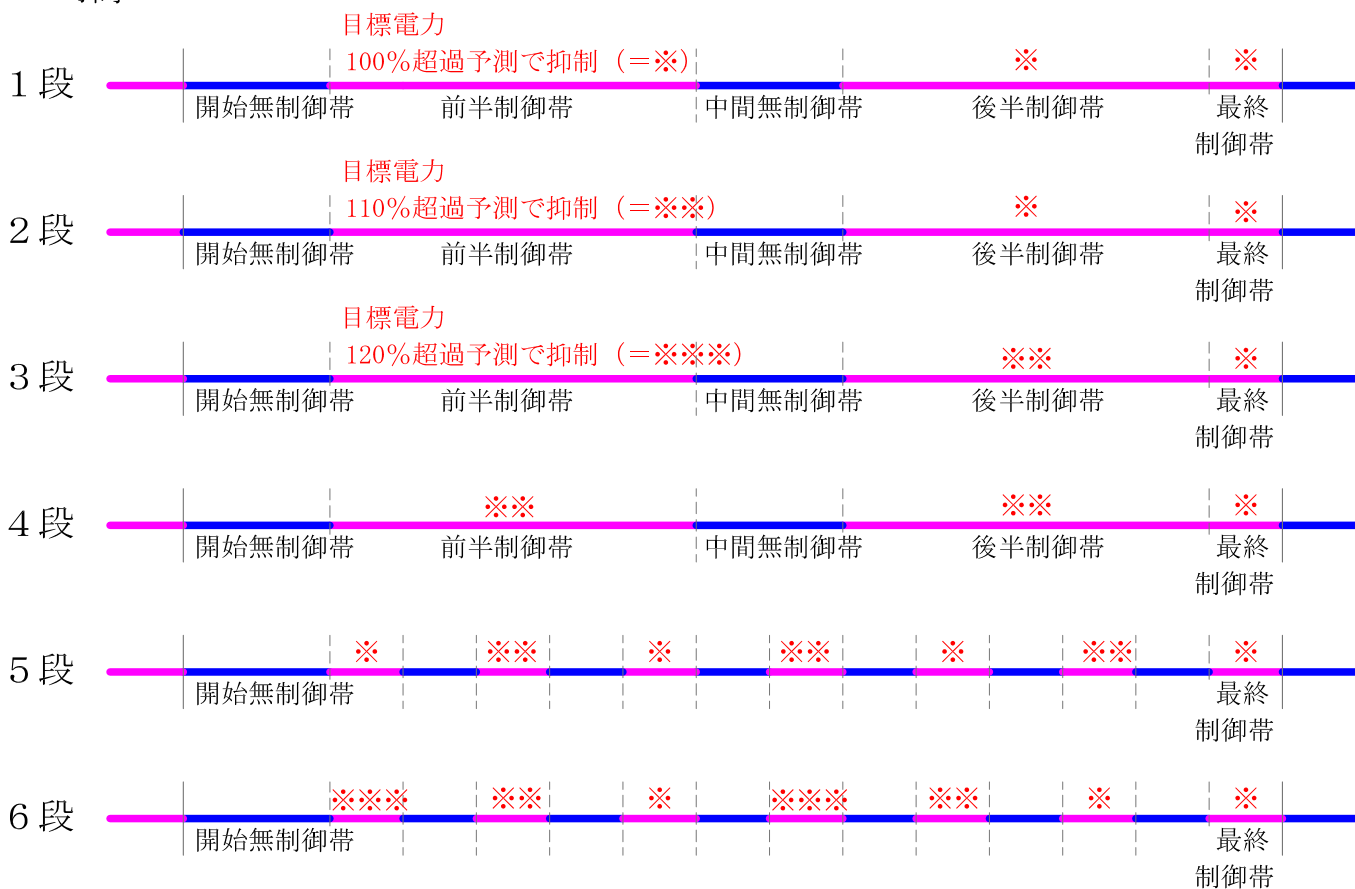 目標電力
100%超過予測で抑制（＝※） ※ ※
1段
開始無制御帯 前半制御帯 中間無制御帯 後半制御帯 最終
制御帯
目標電力
110%超過予測で抑制（＝※※） ※ ※
2段
開始無制御帯 前半制御帯 中間無制御帯 後半制御帯 最終
制御帯
目標電力
120%超過予測で抑制（＝※※※） ※※ ※
3段
開始無制御帯 前半制御帯 中間無制御帯 後半制御帯 最終
制御帯
※※ ※※ ※
4段
開始無制御帯 前半制御帯 中間無制御帯 後半制御帯 最終
制御帯
※ ※※ ※ ※※ ※ ※※ ※
5段
開始無制御帯 最終
制御帯
※※※ ※※ ※ ※※※ ※※ ※ ※
6段
開始無制御帯 最終
制御帯